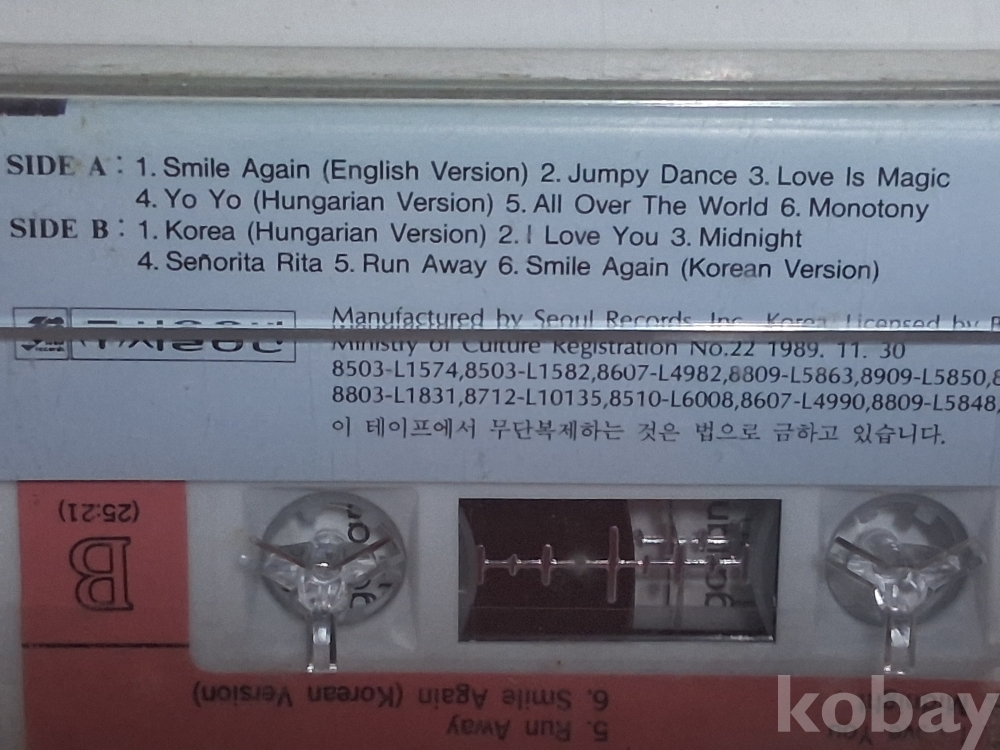 SIDE A : 1. Smile Again (English Version) 2. Jumpy Dance 3. Love Is Magic
4. Yo Yo (Hungarian Version) 5. All Over The World 6. Monotony
SIDE B : 1. Korea (Hungarian Version) 2. I Love You 3. Midnight
4. Señorita Rita 5. Run Away 6. Smile Again (Korean Version)
Manufactured by Seoul Records Inc. Korea Licensed by
Ministry of Culture Registration No.22 1989. 11. 30
8503-L1574,8503-L1582,8607-L4982,8809-L5863,8909-L5850,8
8803-L1831,8712-L10135,8510-L6008,8607-L4990,8809-L5848,
이 테이프에서 무단복제하는 것은 법으로 금하고 있습니다.
(25:21)
B
6. Smile Again (Korean Version)
5. Run Away
kobay